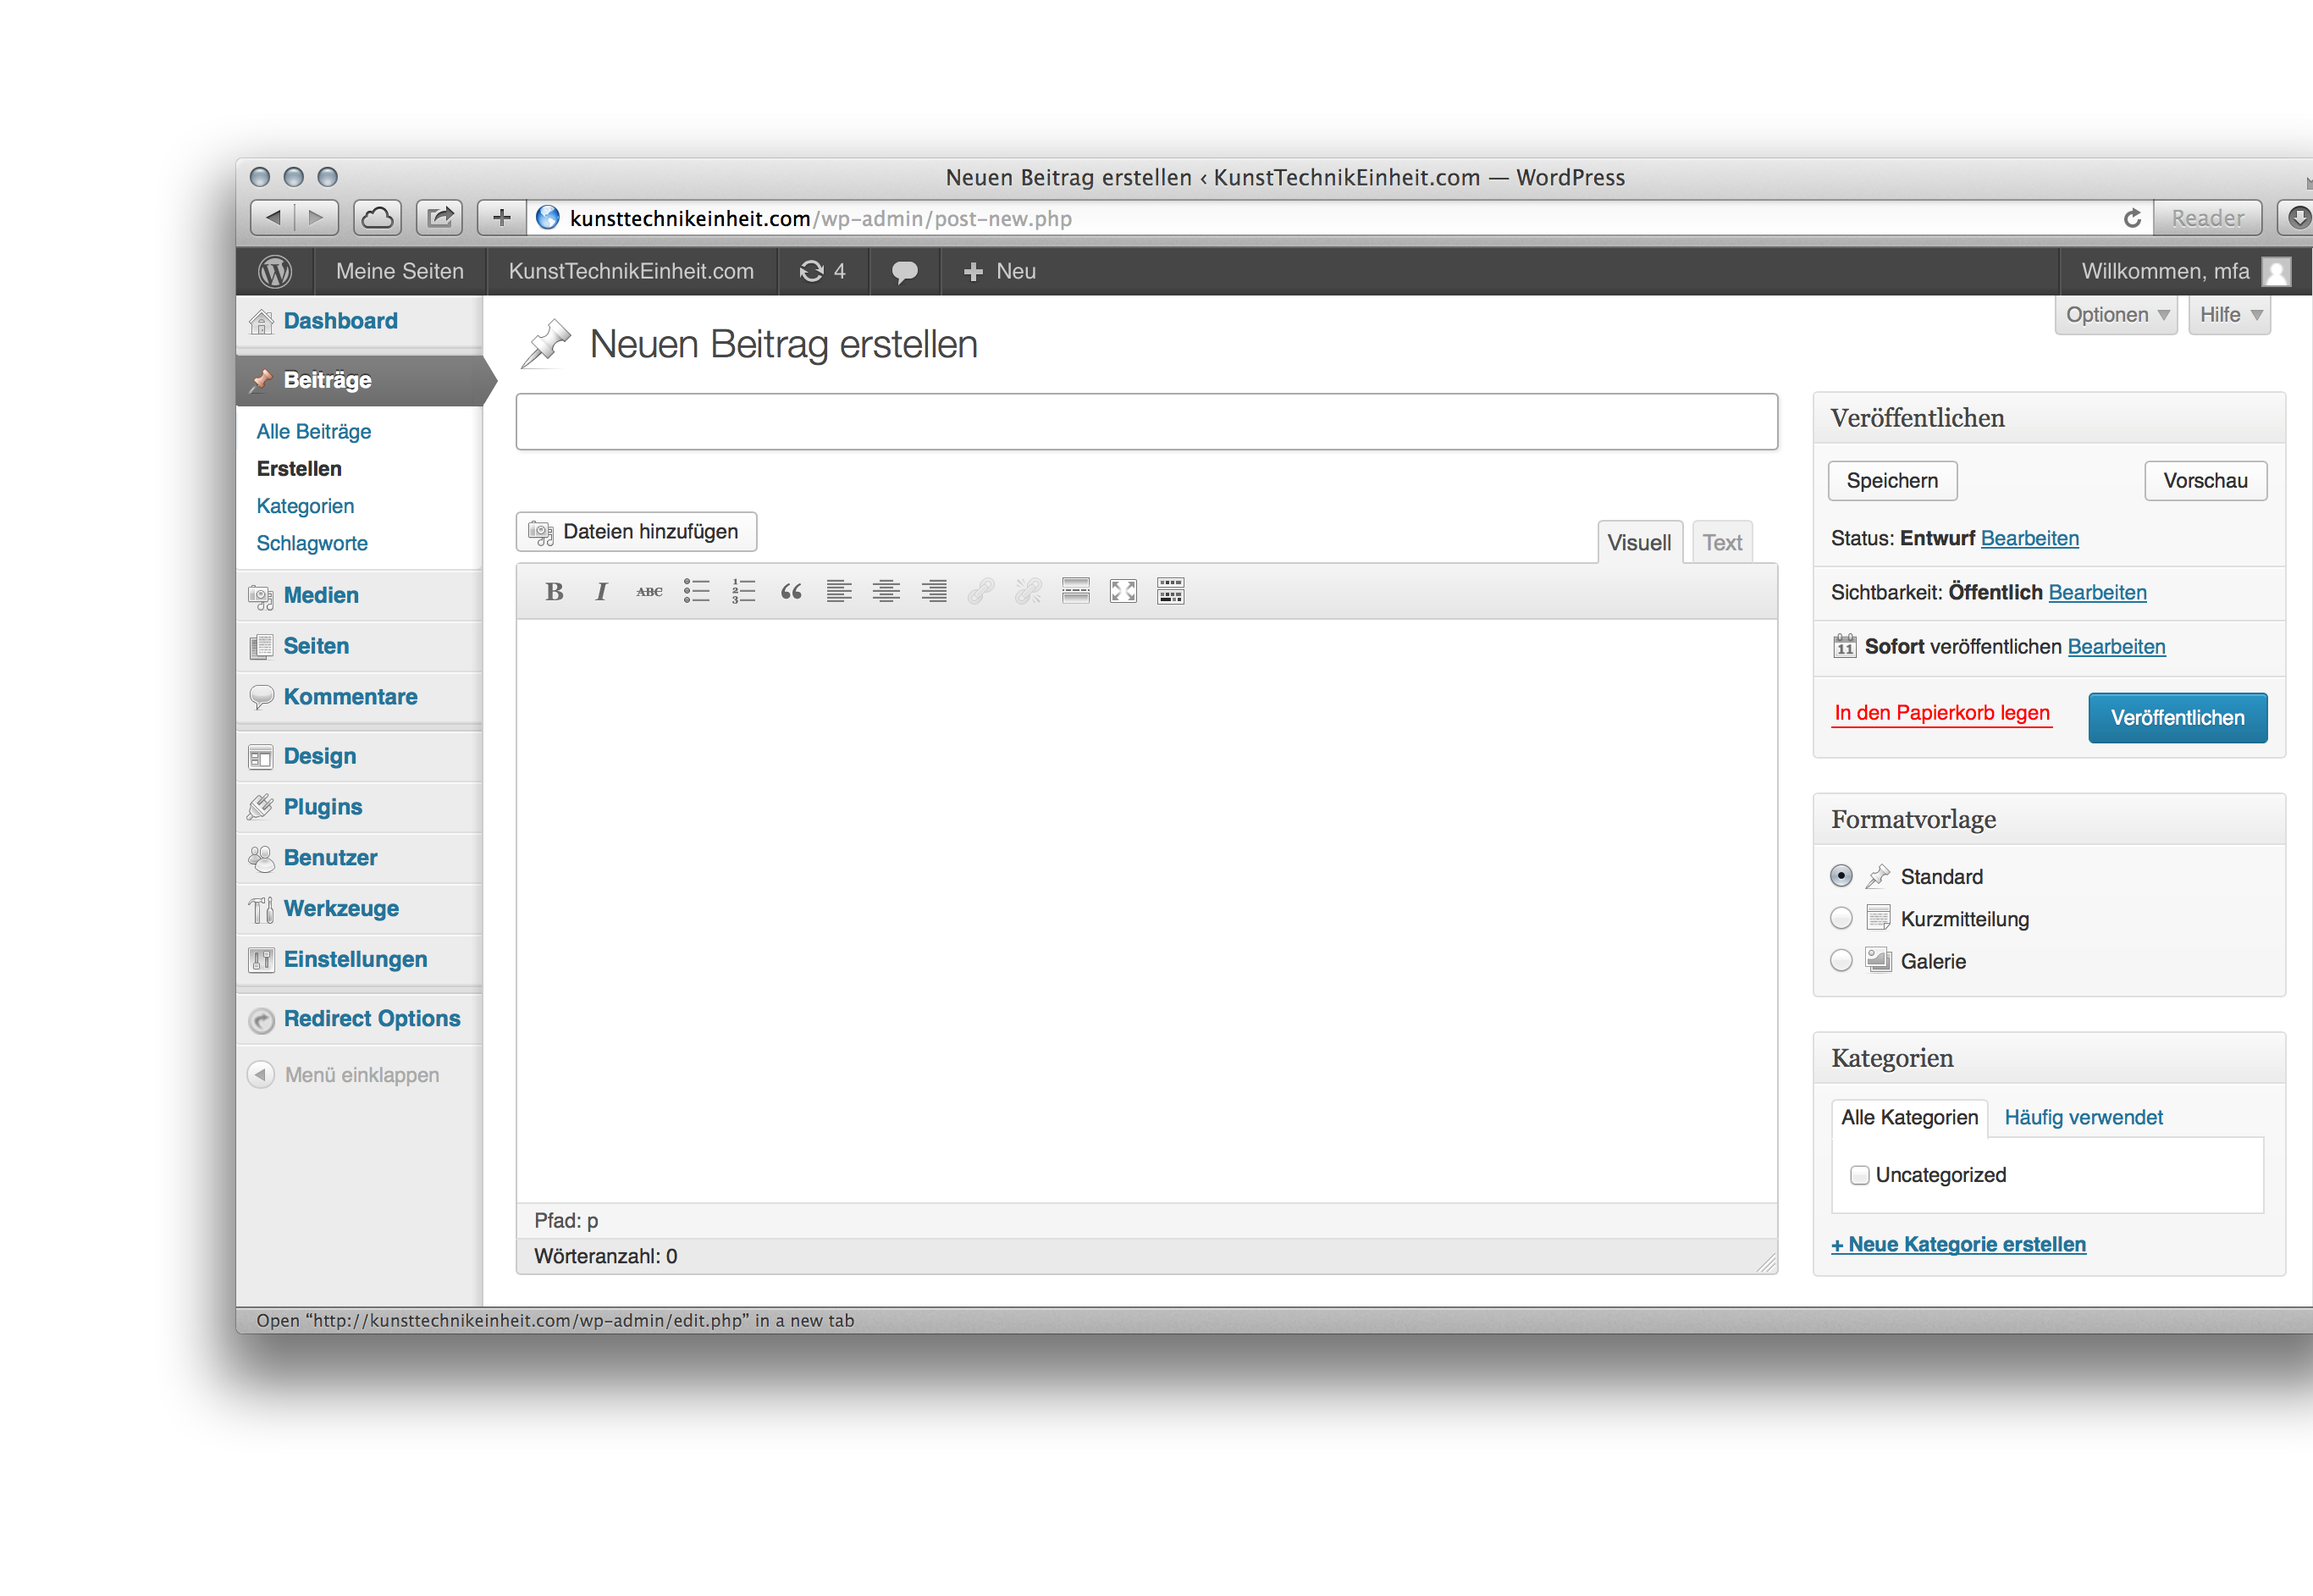 Neuen Beitrag erstellen ‹ KunstTechnikEinheit.com — WordPress
kunsttechnikeinheit.com/wp-admin/post-new.php
Reader
Meine Seiten
KunstTechnikEinheit.com
4
Neu
Willkommen, mfa
Dashboard
Beiträge
Alle Beiträge
Erstellen
Kategorien
Schlagworte
Medien
Seiten
Kommentare
Design
Plugins
Benutzer
Werkzeuge
Einstellungen
Redirect Options
Menü einklappen
Optionen
Hilfe
Neuen Beitrag erstellen
Dateien hinzufügen
Visuell
Text
B I ABC
Pfad: p
Wörteranzahl: 0
Veröffentlichen
Speichern
Vorschau
Status: Entwurf Bearbeiten
Sichtbarkeit: Öffentlich Bearbeiten
11 Sofort veröffentlichen Bearbeiten
In den Papierkorb legen
Veröffentlichen
Formatvorlage
Standard
Kurzmitteilung
Galerie
Kategorien
Alle Kategorien
Häufig verwendet
Uncategorized
+ Neue Kategorie erstellen
Open “http://kunsttechnikeinheit.com/wp-admin/edit.php” in a new tab